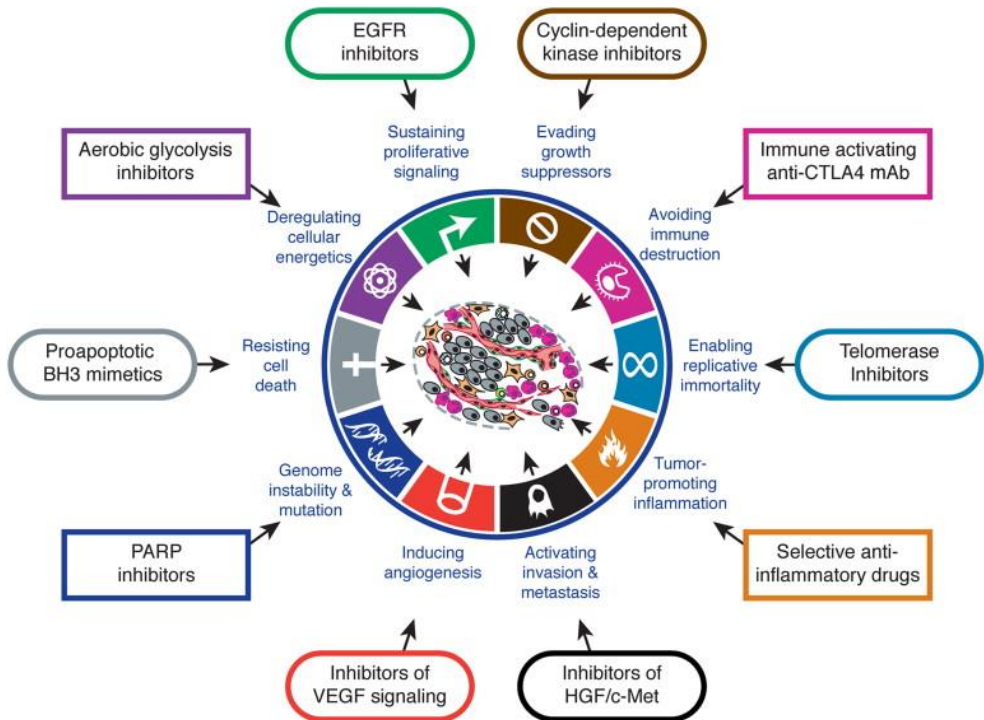 EGFR
inhibitors
Cyclin-dependent
kinase inhibitors
Sustaining
proliferative
signaling
Evading
growth
suppressors
Aerobic glycolysis
inhibitors
Immune activating
anti-CTLA4 mAb
Deregulating
cellular
energetics
Avoiding
immune
destruction
Proapoptotic
BH3 mimetics
Resisting
cell
death
Enabling
replicative
immortality
Telomerase
Inhibitors
Genome
instability &
mutation
Tumor-
promoting
inflammation
PARP
inhibitors
Inducing
angiogenesis
Activating
invasion &
metastasis
Selective anti-
inflammatory drugs
Inhibitors of
VEGF signaling
Inhibitors of
HGF/c-Met